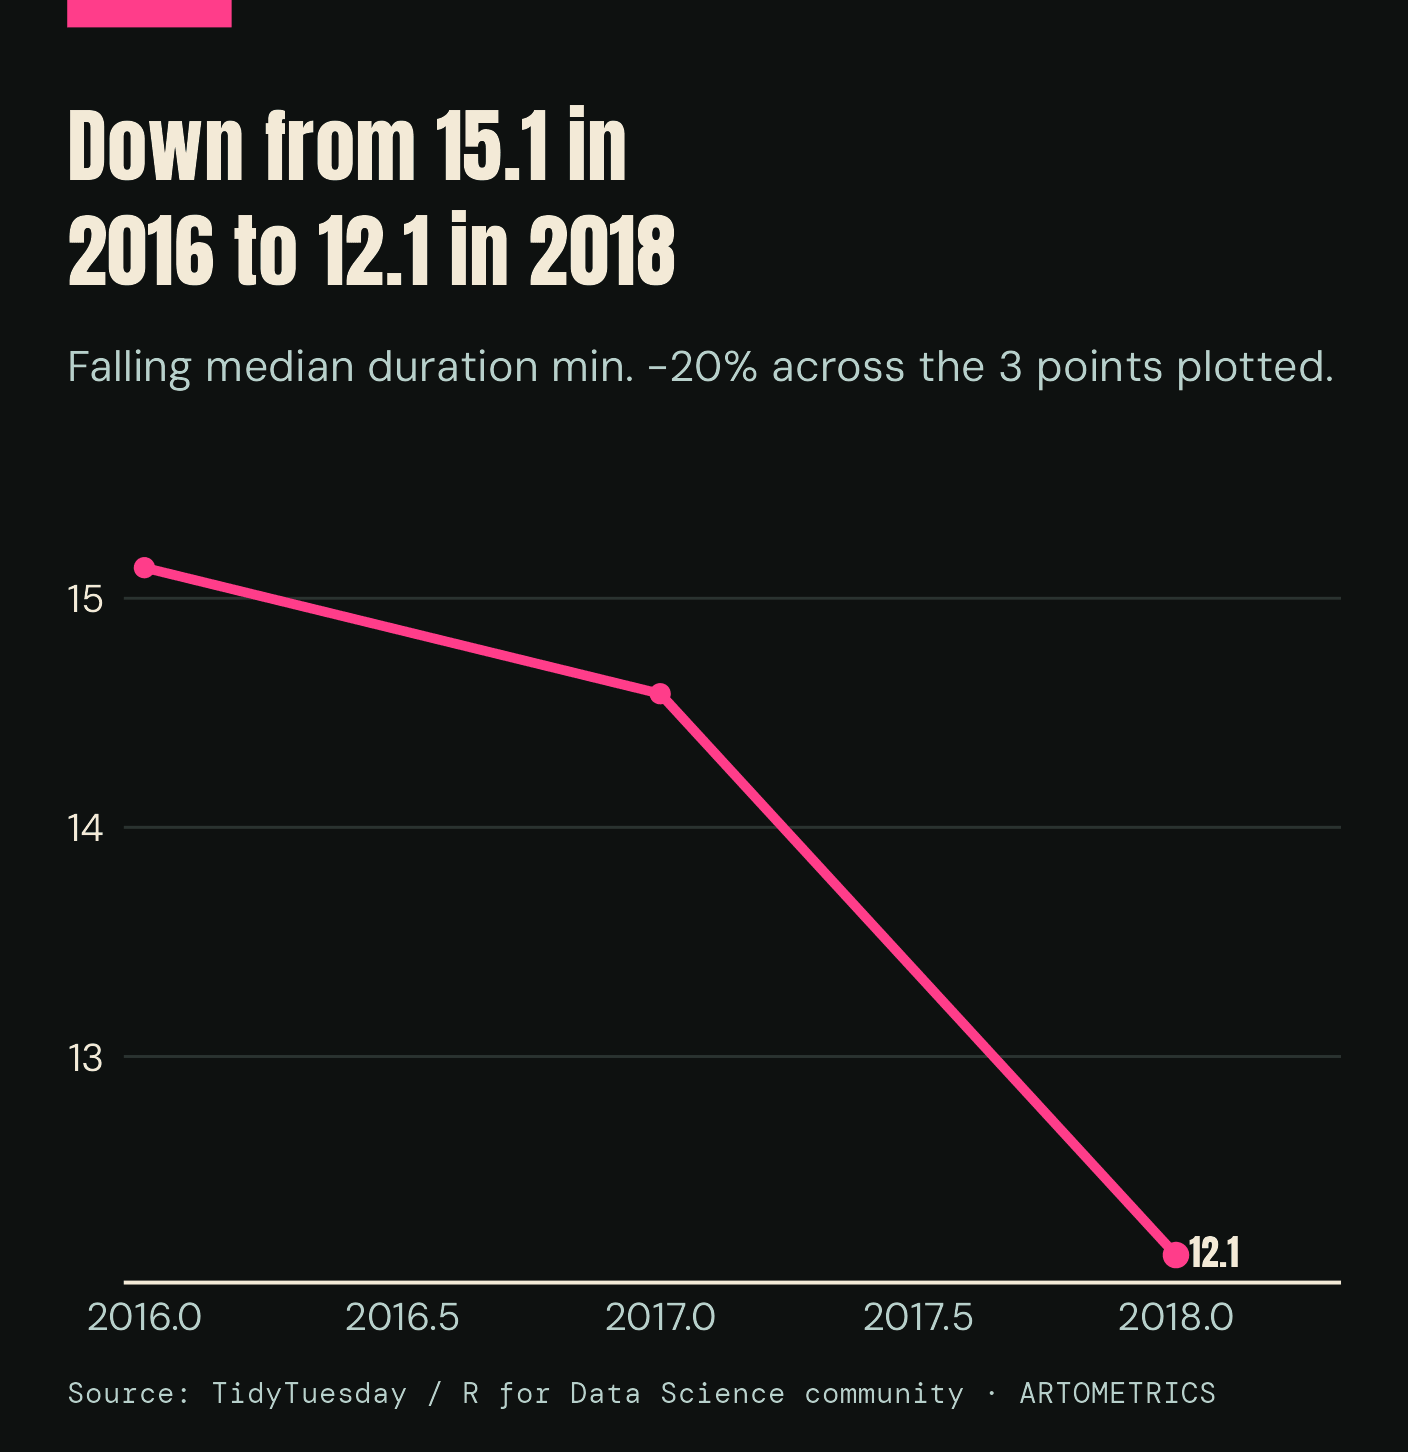 Down from 15.1 in
2016 to 12.1 in 2018
Falling median duration min. −20% across the 3 points plotted.
15
14
13
12.1
2016.0 2016.5 2017.0 2017.5 2018.0
Source: TidyTuesday / R for Data Science community · ARTOMETRICS